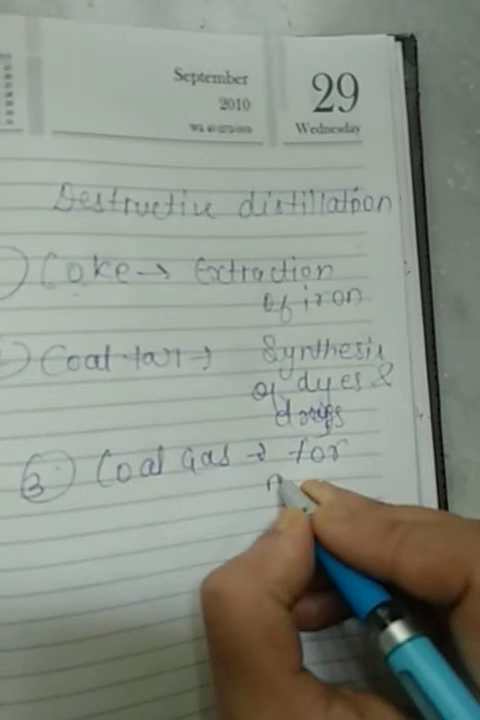 September
2010
29
Wednesday
Destructive distillation
Coke → Extraction
of iron
Coal tar → Synthesis
of dyes &
drugs
3 Coal Gas → for